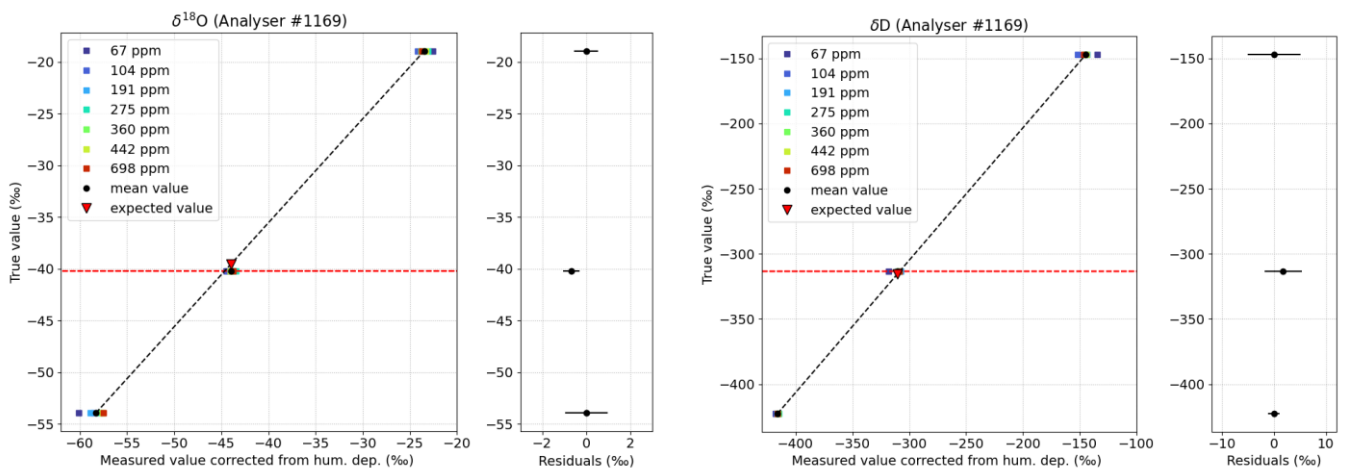 δ¹⁸O (Analyser #1169)
67 ppm
104 ppm
191 ppm
275 ppm
360 ppm
442 ppm
698 ppm
mean value
expected value
True value (‰)
−20
−25
−30
−35
−40
−45
−50
−55
−60
−55
−50
−45
−40
−35
−30
−25
−20
Measured value corrected from hum. dep. (‰)
−20
−25
−30
−35
−40
−45
−50
−55
−2
0
2
Residuals (‰)
δD (Analyser #1169)
67 ppm
104 ppm
191 ppm
275 ppm
360 ppm
442 ppm
698 ppm
mean value
expected value
True value (‰)
−150
−200
−250
−300
−350
−400
−400
−350
−300
−250
−200
−150
−100
Measured value corrected from hum. dep. (‰)
−150
−200
−250
−300
−350
−400
−10
0
10
Residuals (‰)